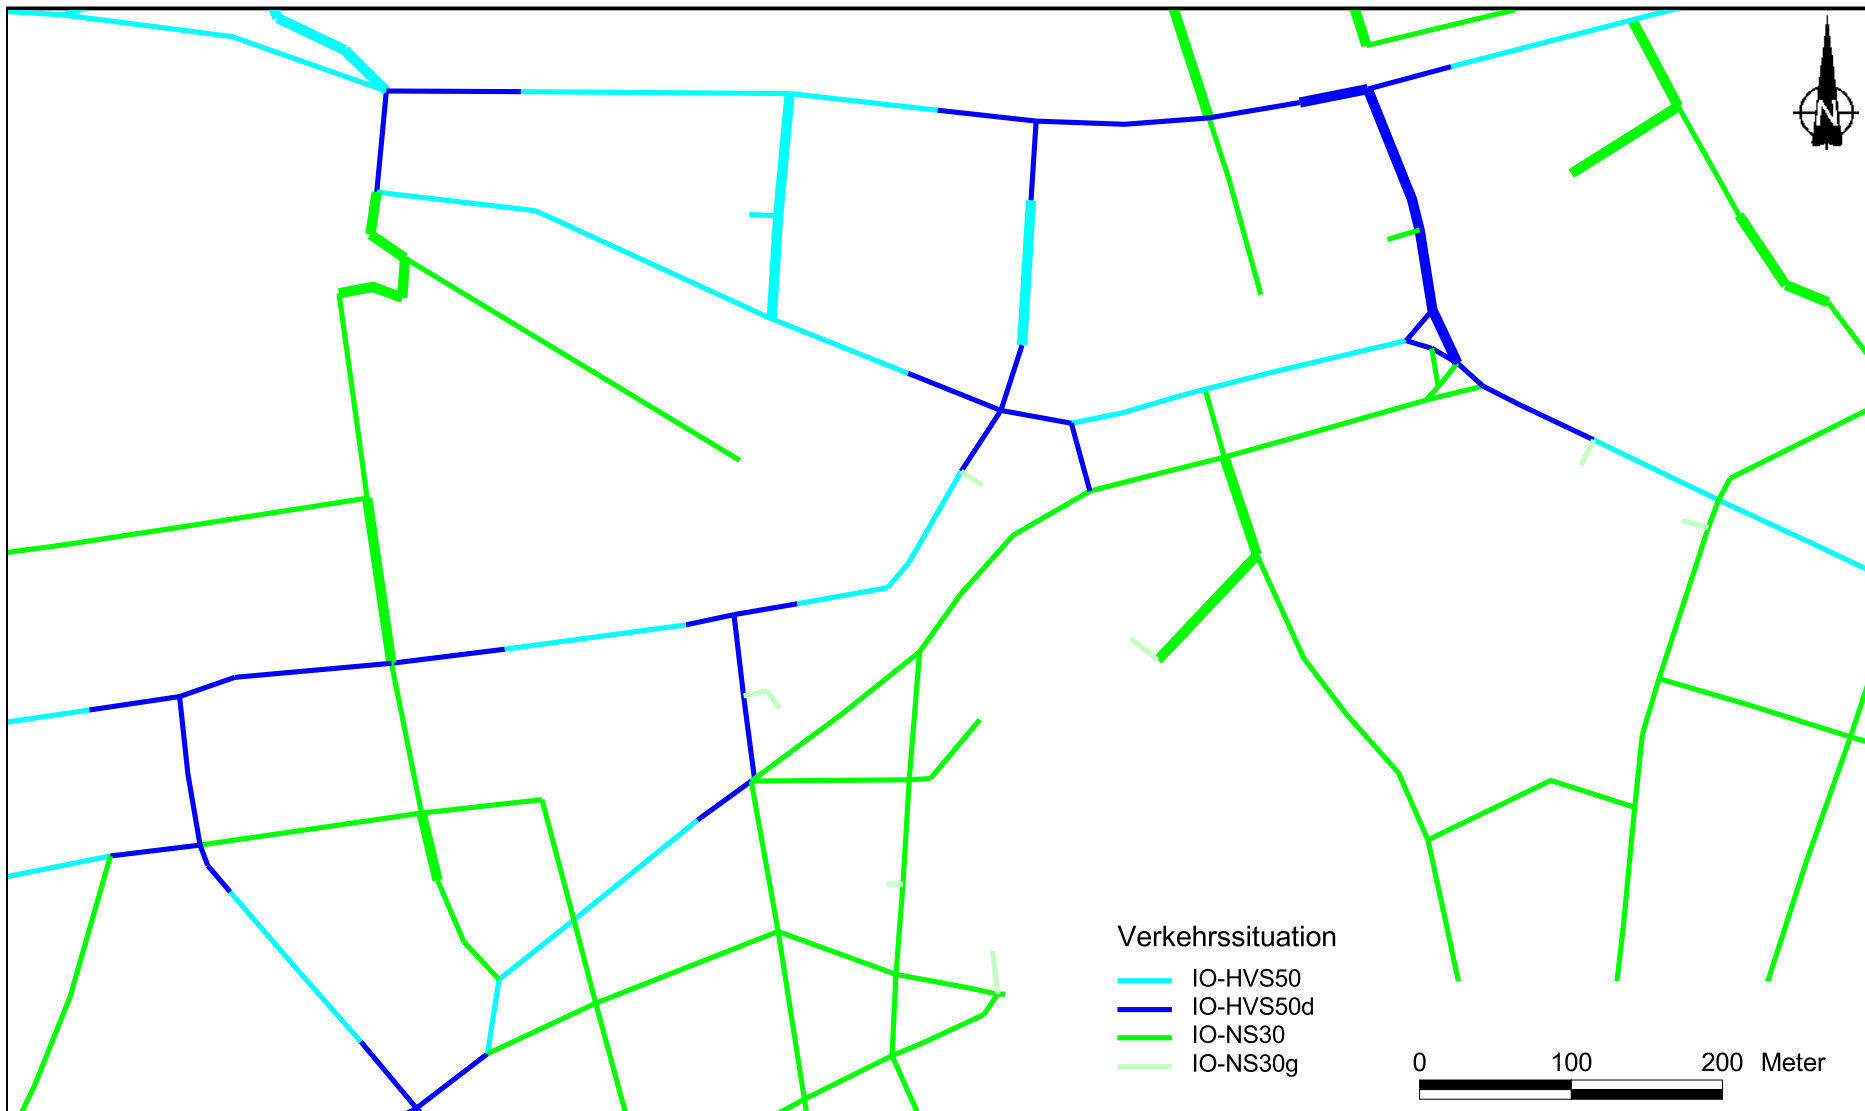 N
Verkehrssituation
IO-HVS50
IO-HVS50d
IO-NS30
IO-NS30g
0 100 200 Meter